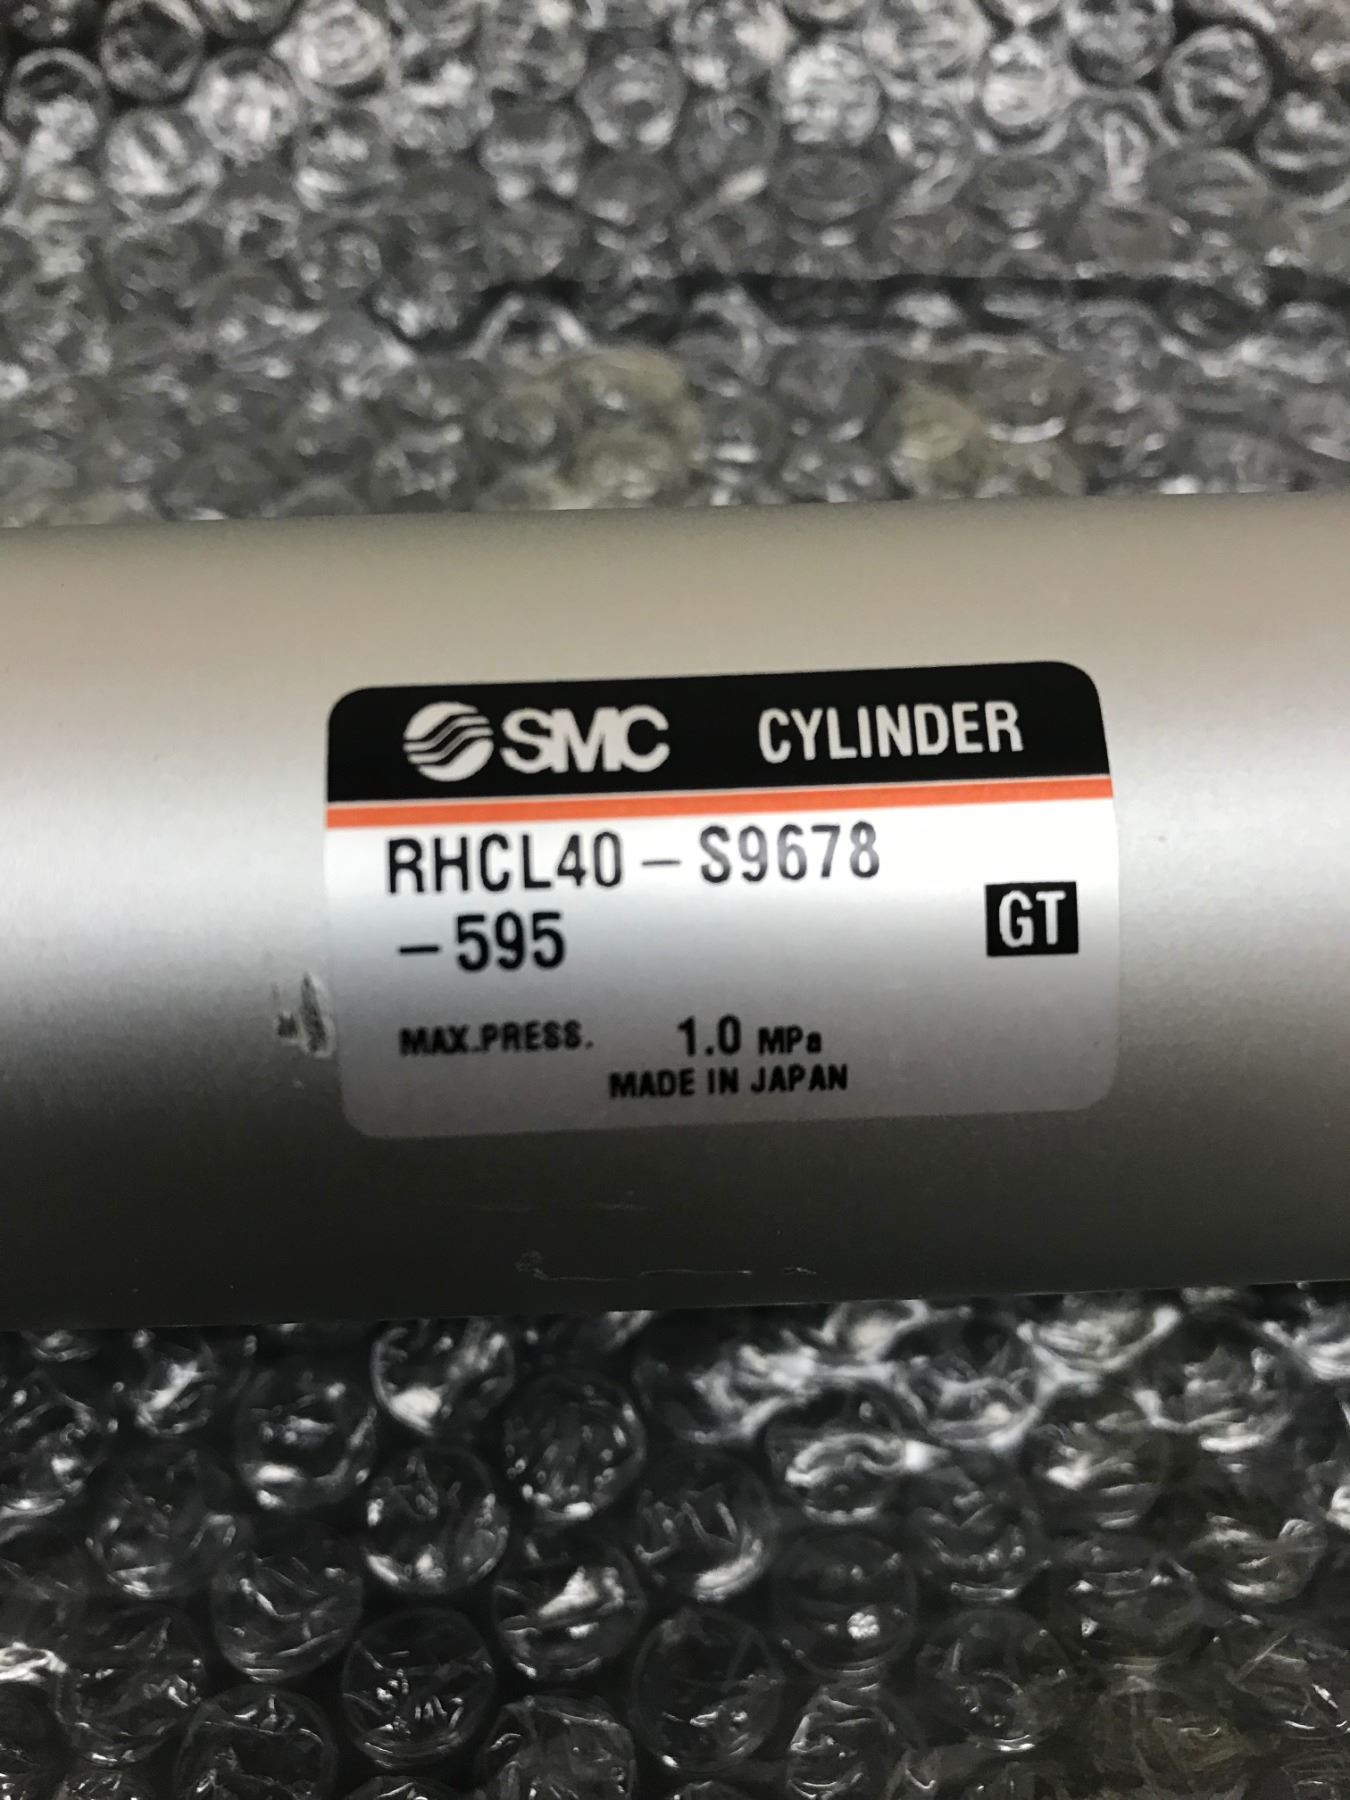 SMC CYLINDER
RHCL40-S9678
-595
GT
MAX.PRESS. 1.0 MPa
MADE IN JAPAN